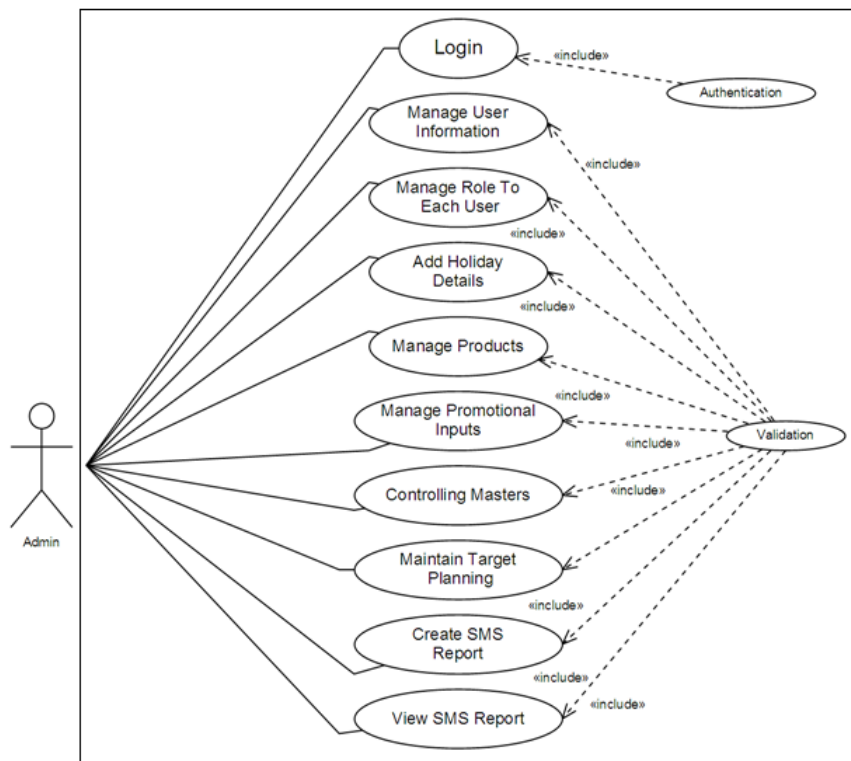 Login
«include»
Authentication
Manage User
Information
«include»
Manage Role To
Each User
«include»
Add Holiday
Details
«include»
Manage Products
«include»
Manage Promotional
Inputs
Validation
«include»
Controlling Masters
«include»
Admin
Maintain Target
Planning
«include»
Create SMS
Report
«include»
«include»
View SMS Report